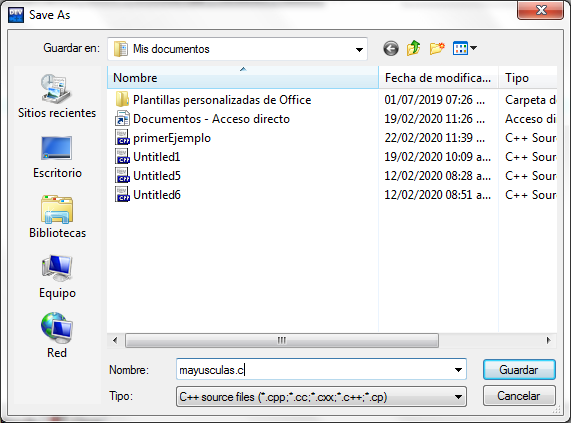 DEV Save As
Guardar en: Mis documentos
Nombre Fecha de modifica... Tipo
Plantillas personalizadas de Office 01/07/2019 07:26 ... Carpeta de
Documentos - Acceso directo 19/02/2020 11:26 ... Acceso di
primerEjemplo 22/02/2020 11:39 ... C++ Sour
Untitled1 19/02/2020 10:09 a... C++ Sour
Untitled5 12/02/2020 08:28 a... C++ Sour
Untitled6 12/02/2020 08:51 a... C++ Sour
Sitios recientes
Escritorio
Bibliotecas
Equipo
Red
Nombre: mayusculas.c Guardar
Tipo: C++ source files (*.cpp;*.cc;*.cxx;*.c++;*.cp) Cancelar